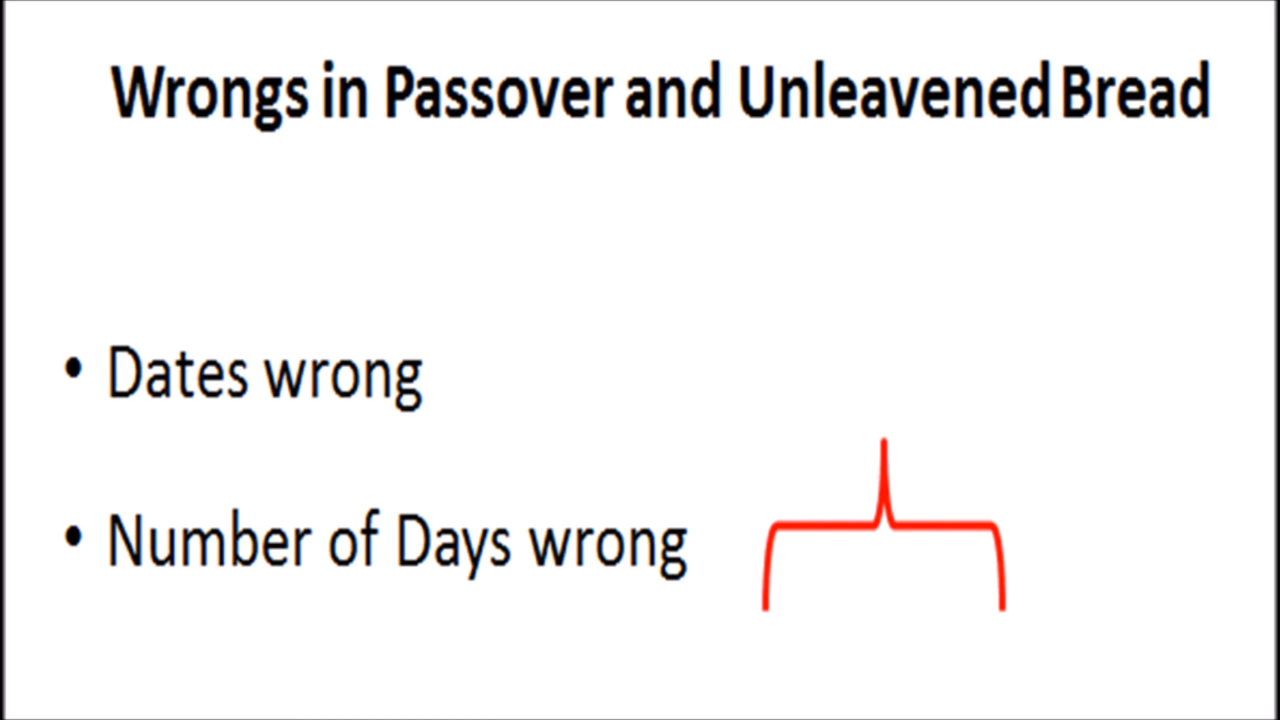 Wrongs in Passover and Unleavened Bread
• Dates wrong
• Number of Days wrong